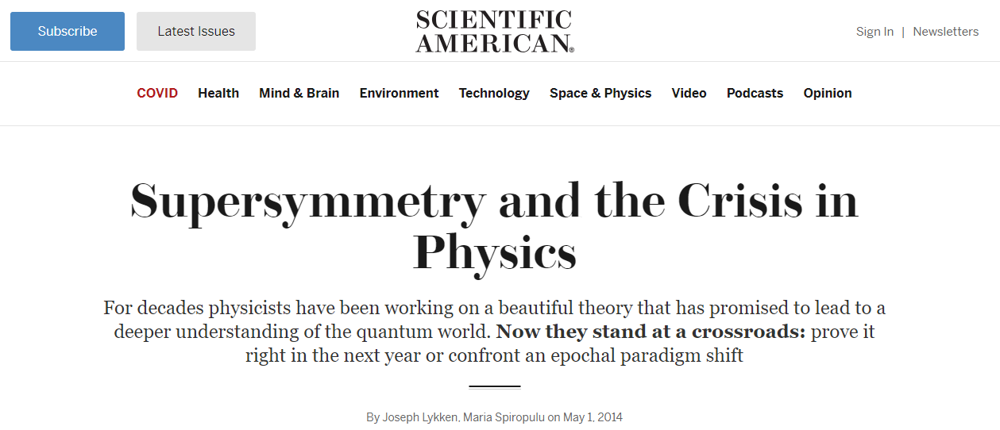 Subscribe
Latest Issues
SCIENTIFIC
AMERICAN®
Sign In | Newsletters
COVID Health Mind & Brain Environment Technology Space & Physics Video Podcasts Opinion
Supersymmetry and the Crisis in
Physics
For decades physicists have been working on a beautiful theory that has promised to lead to a
deeper understanding of the quantum world. Now they stand at a crossroads: prove it
right in the next year or confront an epochal paradigm shift
By Joseph Lykken, Maria Spiropulu on May 1, 2014